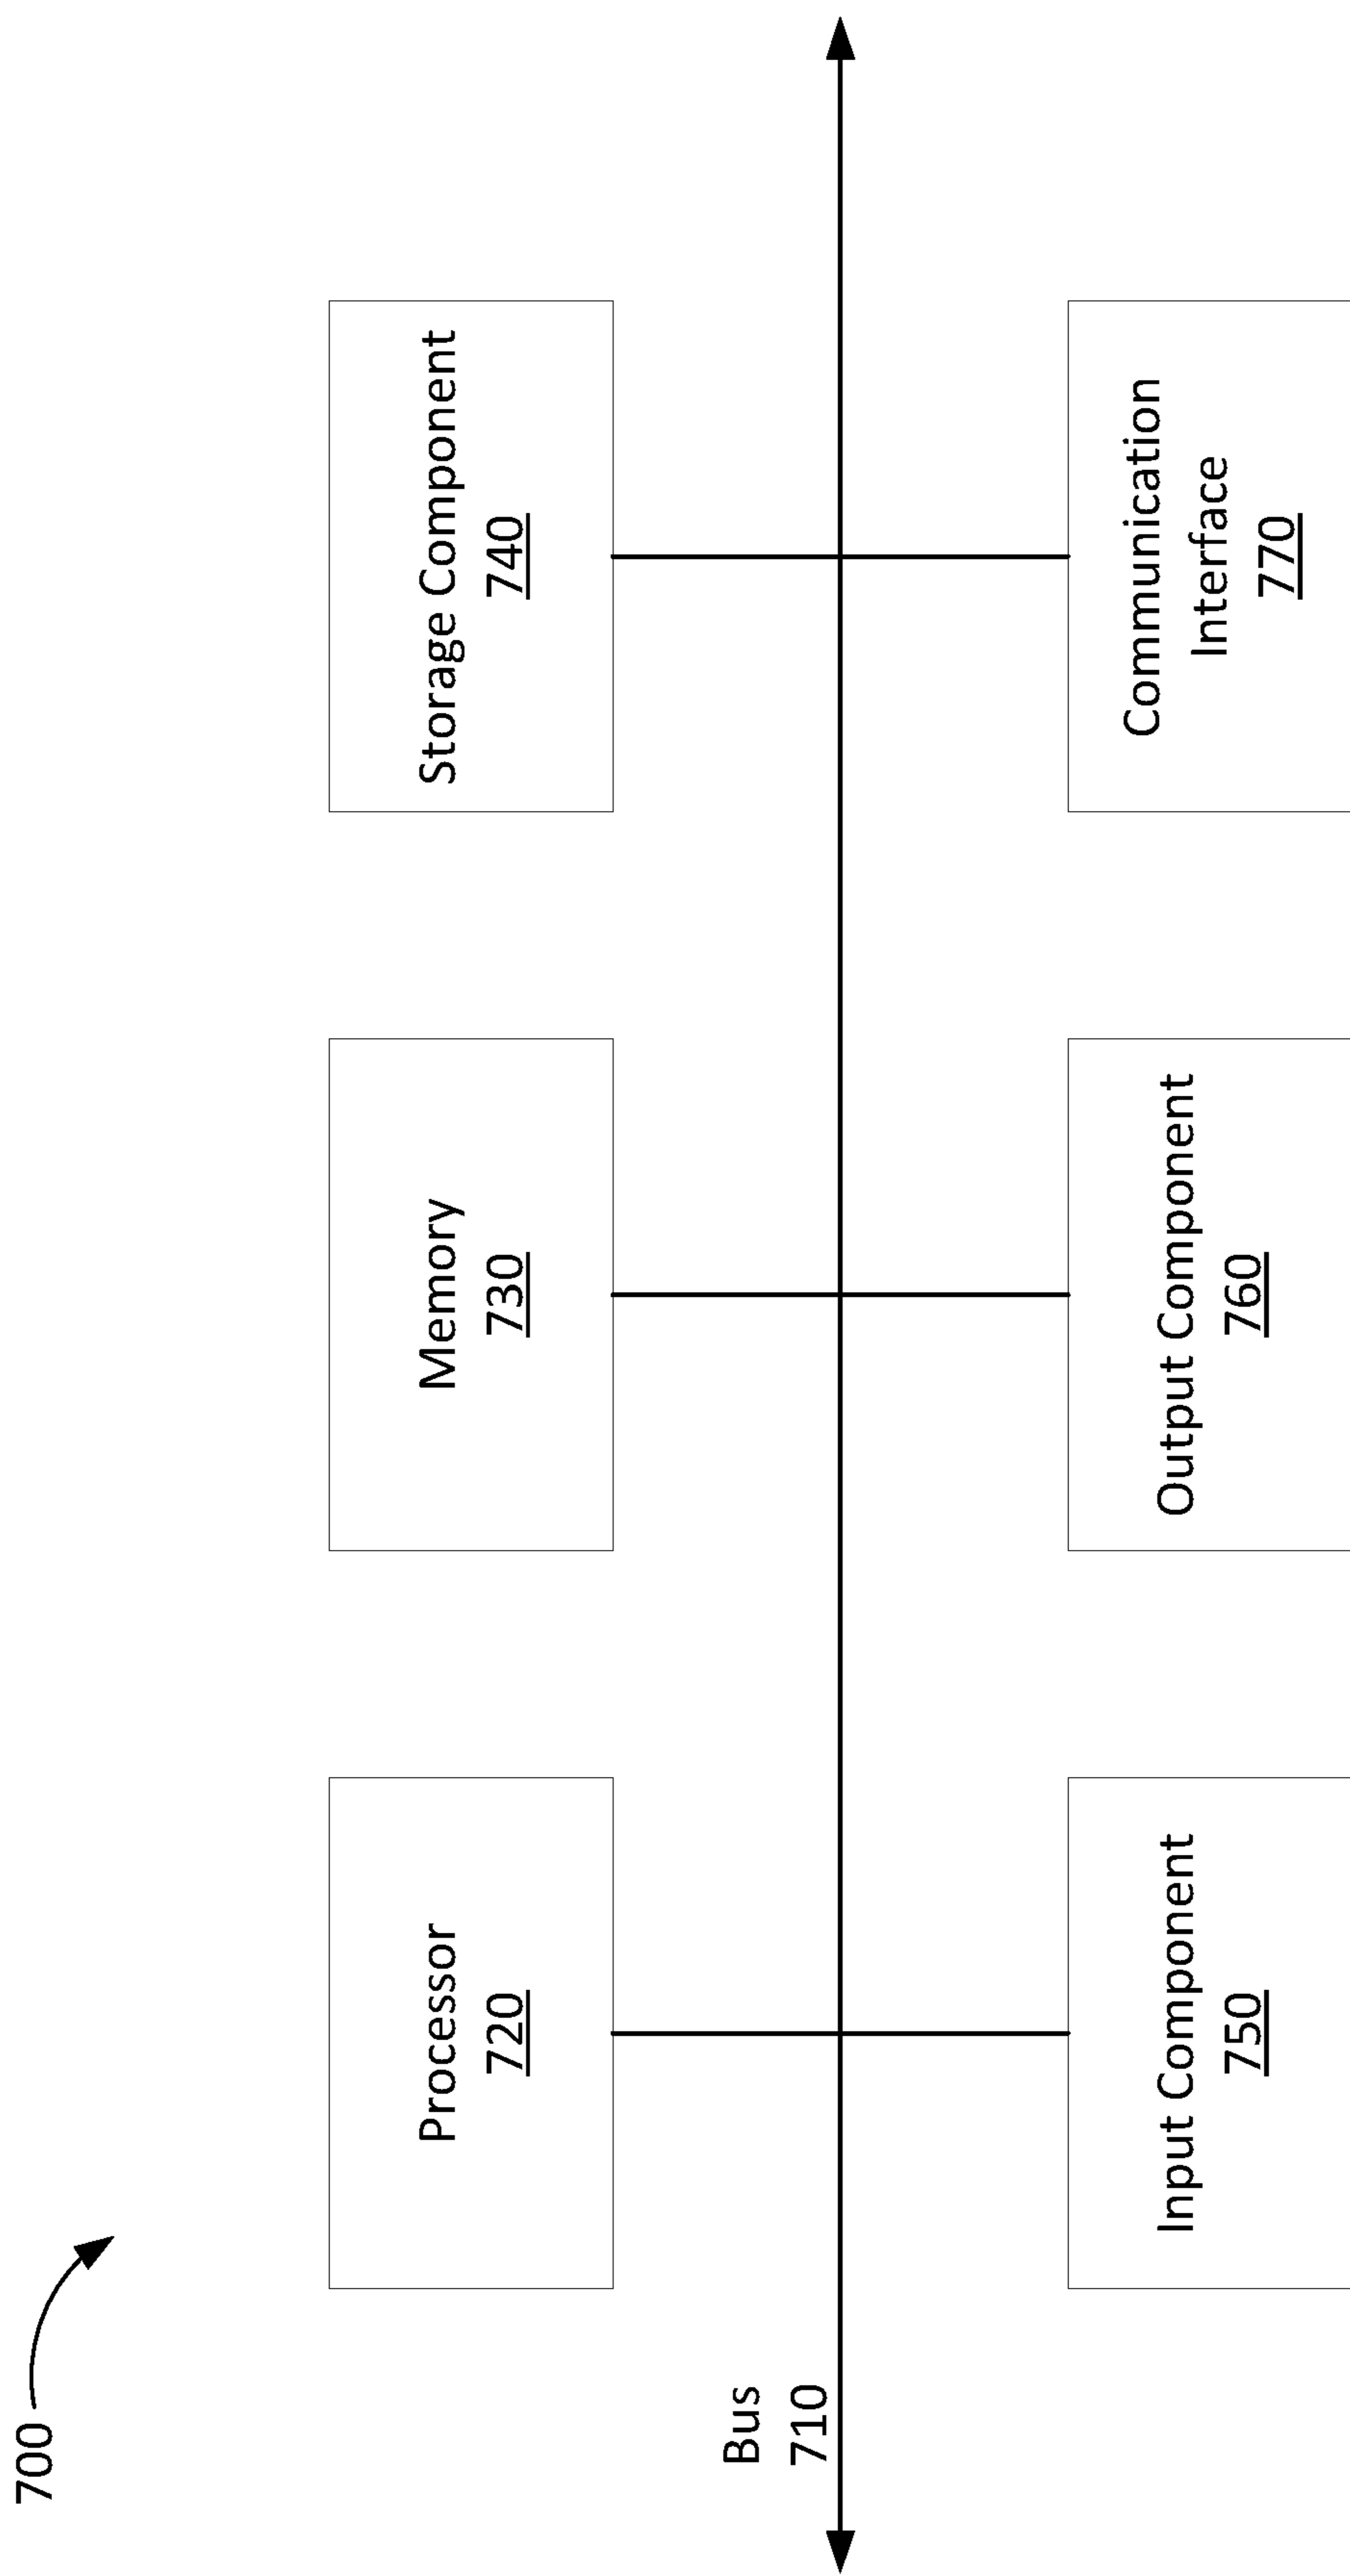 700
Processor
720
Memory
730
Storage Component
740
Bus
710
Input Component
750
Output Component
760
Communication
Interface
770